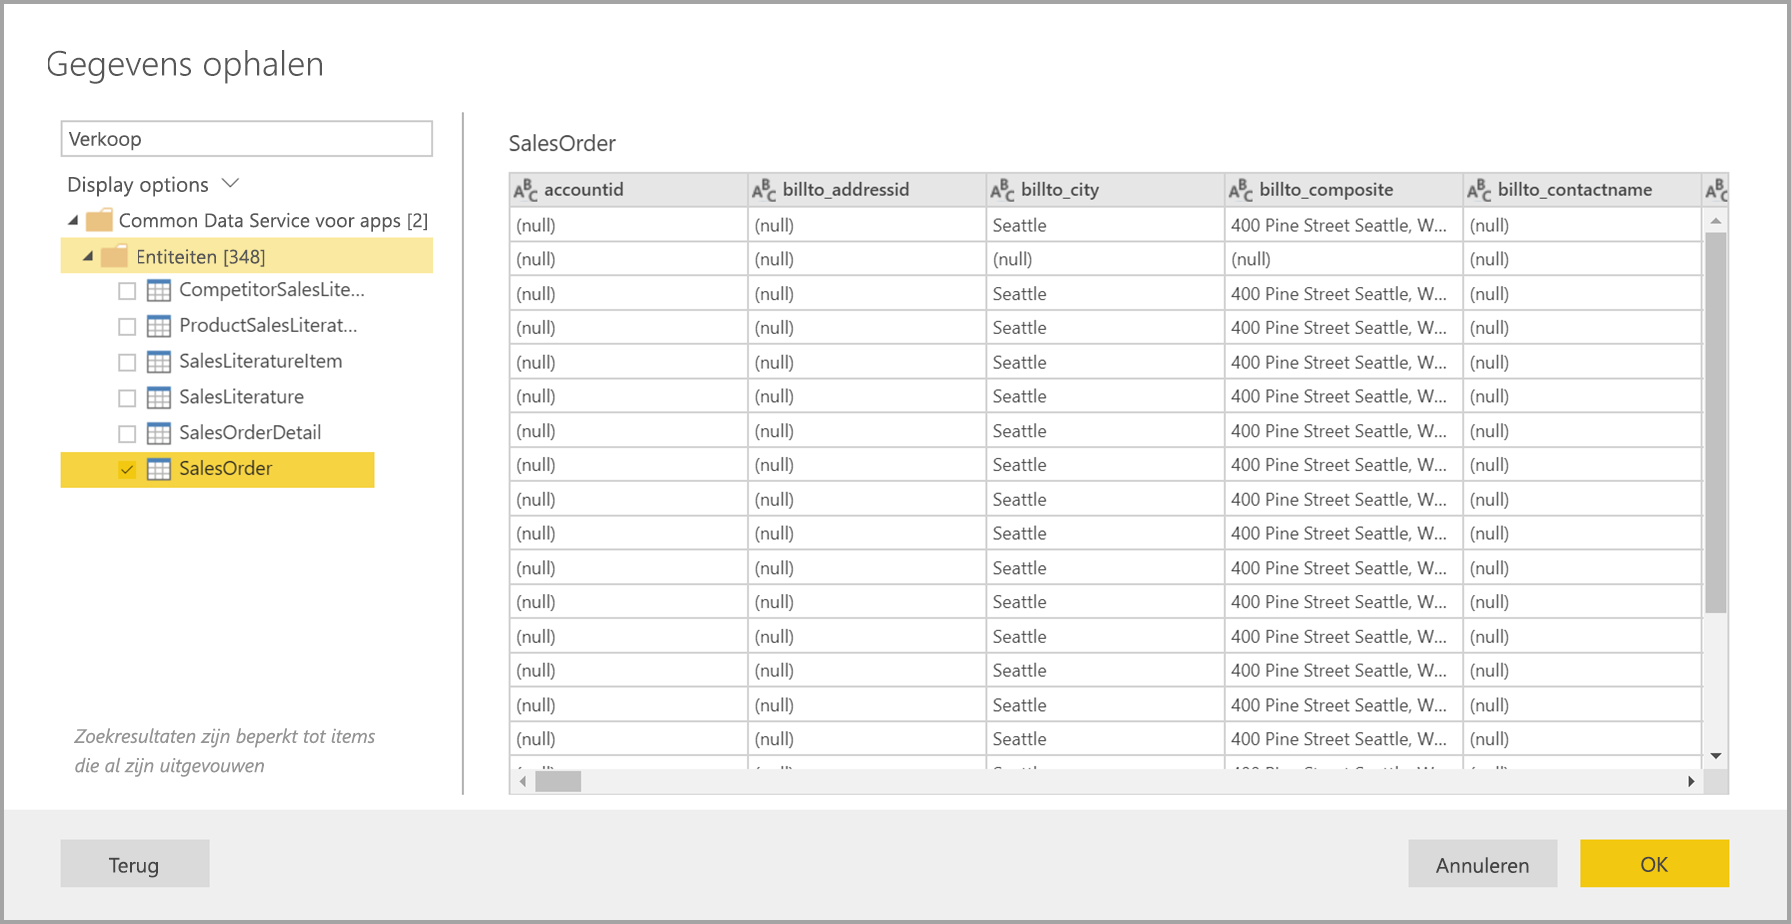 Gegevens ophalen
Verkoop
Display options
Common Data Service voor apps [2]
Entiteiten [348]
CompetitorSalesLite...
ProductSalesLiterat...
SalesLiteratureItem
SalesLiterature
SalesOrderDetail
SalesOrder
Zoekresultaten zijn beperkt tot items
die al zijn uitgevouwen
SalesOrder
ABC accountid ABC billto_addressid ABC billto_city ABC billto_composite ABC billto_contactname ABC
(null) (null) Seattle 400 Pine Street Seattle, W... (null)
(null) (null) (null) (null) (null)
(null) (null) Seattle 400 Pine Street Seattle, W... (null)
(null) (null) Seattle 400 Pine Street Seattle, W... (null)
(null) (null) Seattle 400 Pine Street Seattle, W... (null)
(null) (null) Seattle 400 Pine Street Seattle, W... (null)
(null) (null) Seattle 400 Pine Street Seattle, W... (null)
(null) (null) Seattle 400 Pine Street Seattle, W... (null)
(null) (null) Seattle 400 Pine Street Seattle, W... (null)
(null) (null) Seattle 400 Pine Street Seattle, W... (null)
(null) (null) Seattle 400 Pine Street Seattle, W... (null)
(null) (null) Seattle 400 Pine Street Seattle, W... (null)
(null) (null) Seattle 400 Pine Street Seattle, W... (null)
(null) (null) Seattle 400 Pine Street Seattle, W... (null)
(null) (null) Seattle 400 Pine Street Seattle, W... (null)
(null) (null) Seattle 400 Pine Street Seattle, W... (null)
Terug
Annuleren
OK